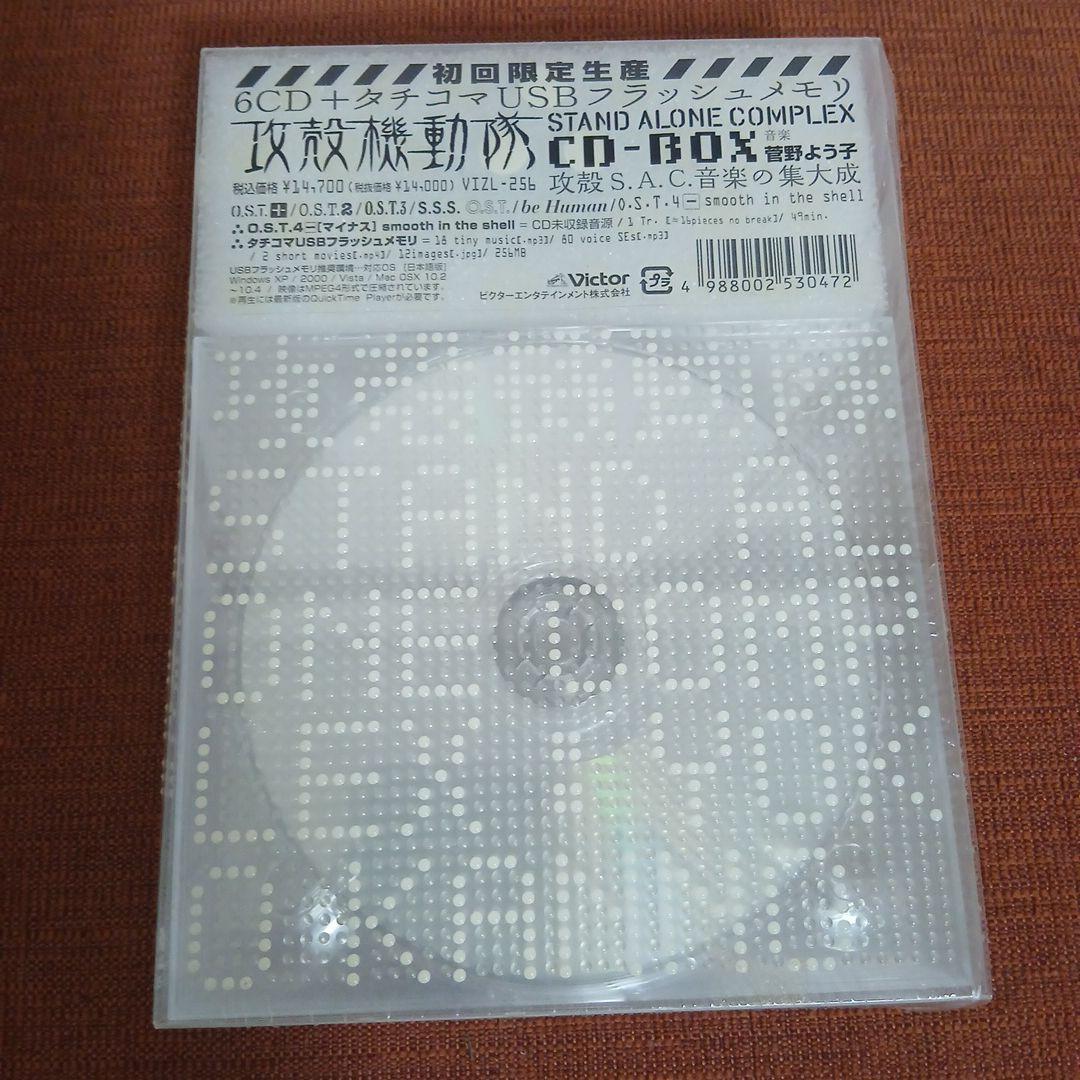 初回限定生産
6CD+タチコマUSBフラッシュメモリ
攻殻機動隊 STAND ALONE COMPLEX
CD-BOX 音楽 菅野よう子
税込価格 ¥14,700(税抜価格 ¥14,000) VIZL-256 攻殻S.A.C.音楽の集大成
O.S.T.+/O.S.T.2/O.S.T.3/S.S.S. O.S.T./be Human/O.S.T.4- smooth in the shell
∴O.S.T.4-[マイナス] smooth in the shell = CD未収録音源 / 1 Tr. [≒16pieces no break]/ 49min.
∴タチコマUSBフラッシュメモリ = 18 tiny music[.mp3]/ 80 voice SEs[.mp3]
/ 2 short movies[.mp4]/ 12images[.jpg]/ 256MB
USBフラッシュメモリ推奨環境…対応OS [日本語版]
Windows XP / 2000 / Vista / Mac OSX 10.2
~10.4 / 映像はMPEG4形式で圧縮されています。
※再生には最新版のQuickTime Playerが必要です。
Victor
ビクターエンタテインメント株式会社
プラ
4 988002 530472
STAND AL
ONE COMP
LEX